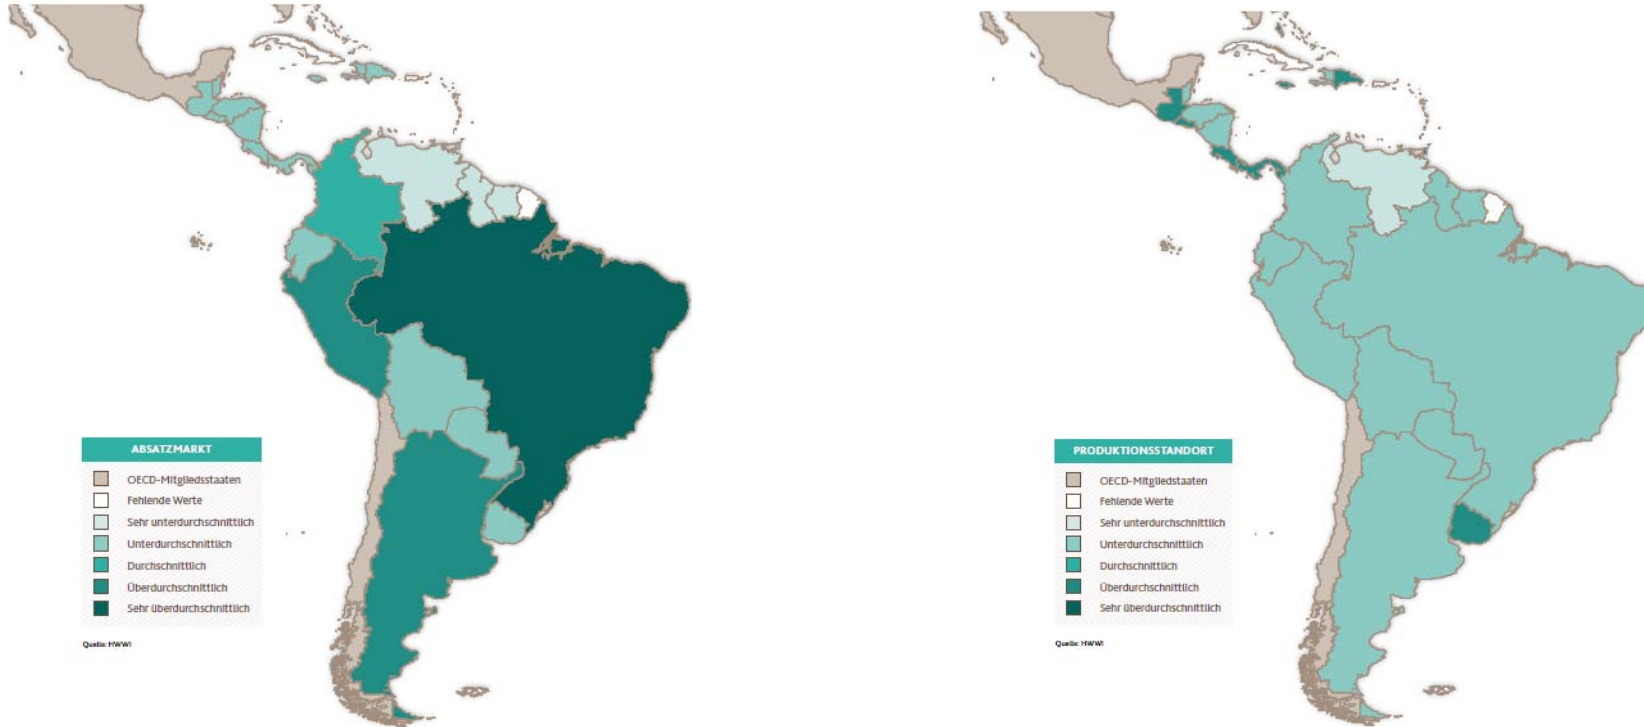 ABSATZMARKT
OECD-Mitgliedsstaaten
Fehlende Werte
Sehr unterdurchschnittlich
Unterdurchschnittlich
Durchschnittlich
Überdurchschnittlich
Sehr überdurchschnittlich
Quelle: HWWI
PRODUKTIONSSTANDORT
OECD-Mitgliedsstaaten
Fehlende Werte
Sehr unterdurchschnittlich
Unterdurchschnittlich
Durchschnittlich
Überdurchschnittlich
Sehr überdurchschnittlich
Quelle: HWWI